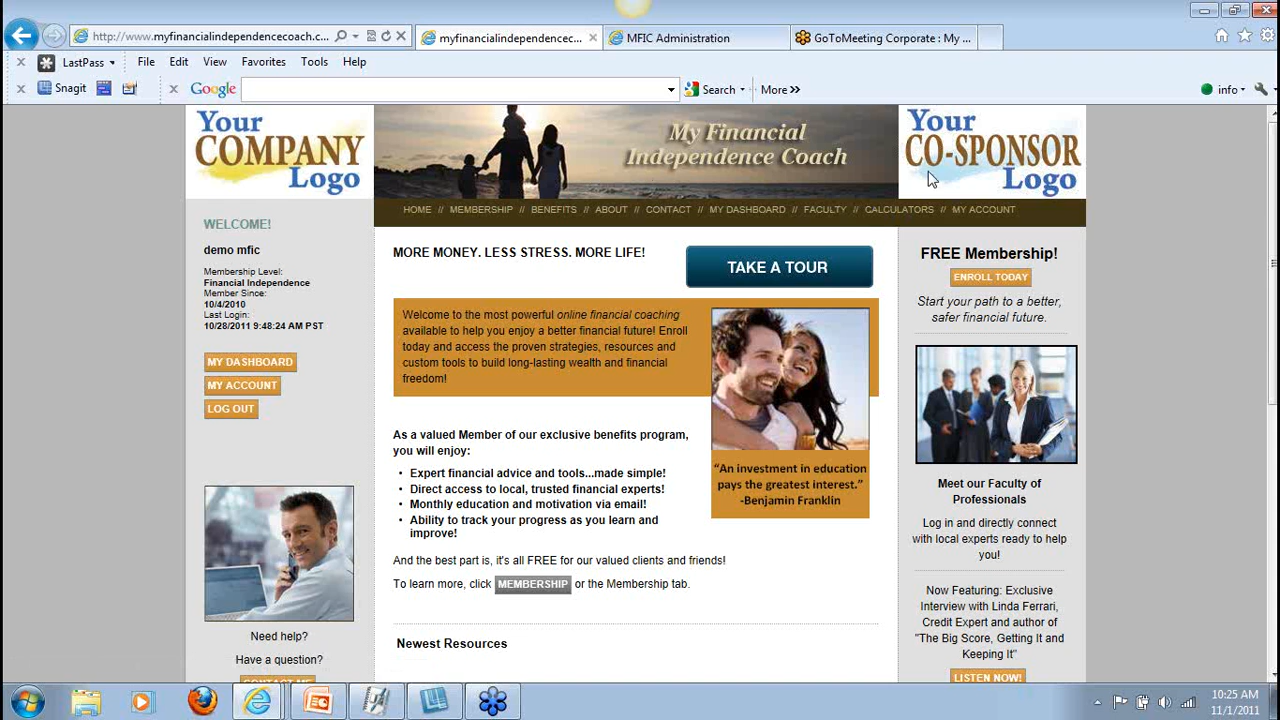 http://www.myfinancialindependencecoach.c...
myfinancialindependencec...
MFIC Administration
GoToMeeting Corporate : My ...
LastPass
File Edit View Favorites Tools Help
Snagit
Google
Search
More »
info
Your
COMPANY
Logo
My Financial
Independence Coach
Your
CO-SPONSOR
Logo
HOME // MEMBERSHIP // BENEFITS // ABOUT // CONTACT // MY DASHBOARD // FACULTY // CALCULATORS // MY ACCOUNT
WELCOME!
demo mfic
Membership Level:
Financial Independence
Member Since:
10/4/2010
Last Login:
10/28/2011 9:48:24 AM PST
MY DASHBOARD
MY ACCOUNT
LOG OUT
Need help?
Have a question?
CONTACT ME
MORE MONEY. LESS STRESS. MORE LIFE!
TAKE A TOUR
Welcome to the most powerful online financial coaching
available to help you enjoy a better financial future! Enroll
today and access the proven strategies, resources and
custom tools to build long-lasting wealth and financial
freedom!
As a valued Member of our exclusive benefits program,
you will enjoy:
• Expert financial advice and tools...made simple!
• Direct access to local, trusted financial experts!
• Monthly education and motivation via email!
• Ability to track your progress as you learn and
improve!
"An investment in education
pays the greatest interest."
-Benjamin Franklin
And the best part is, it's all FREE for our valued clients and friends!
To learn more, click MEMBERSHIP or the Membership tab.
Newest Resources
FREE Membership!
ENROLL TODAY
Start your path to a better,
safer financial future.
Meet our Faculty of
Professionals
Log in and directly connect
with local experts ready to help
you!
Now Featuring: Exclusive
Interview with Linda Ferrari,
Credit Expert and author of
"The Big Score, Getting It and
Keeping It"
LISTEN NOW!
10:25 AM
11/1/2011